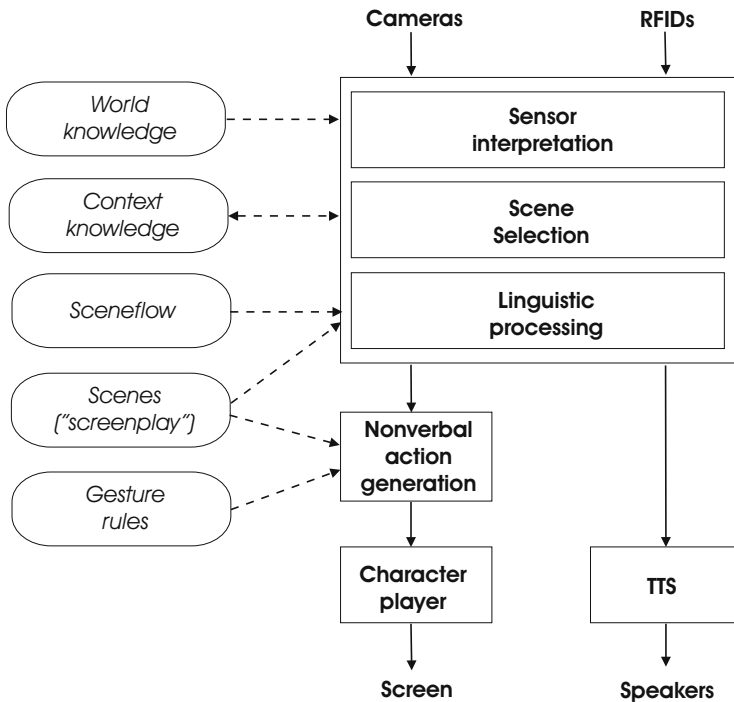 Cameras
RFIDs
World
knowledge
Sensor
interpretation
Context
knowledge
Scene
Selection
Sceneflow
Linguistic
processing
Scenes
("screenplay")
Nonverbal
action
generation
Gesture
rules
Character
player
TTS
Screen
Speakers